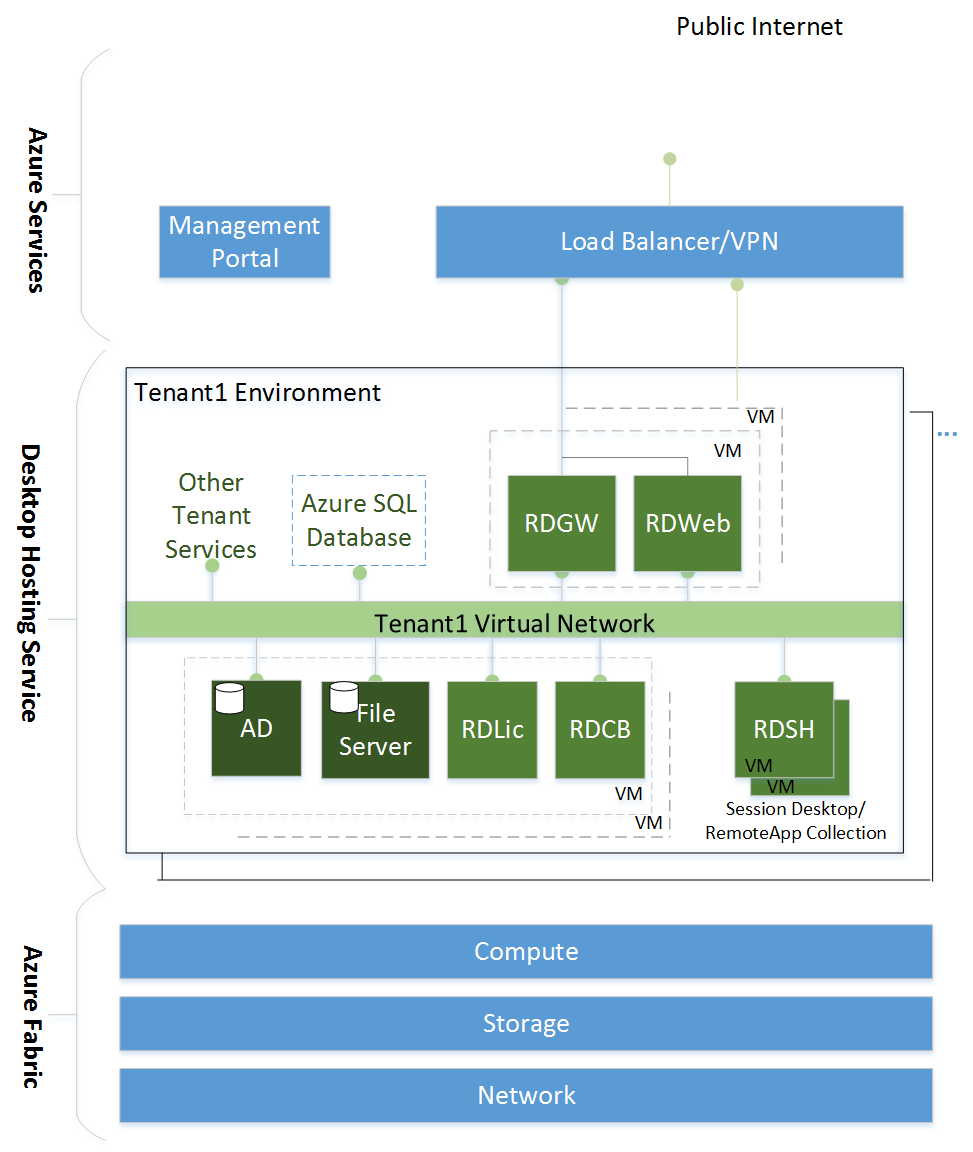 Public Internet
Azure Services
Management
Portal
Load Balancer/VPN
Desktop Hosting Service
Tenant1 Environment
VM
...
VM
Other
Tenant
Services
Azure SQL
Database
RDGW
RDWeb
Tenant1 Virtual Network
AD
File
Server
RDLic
RDCB
RDSH
VM
VM
VM
VM
Session Desktop/
RemoteApp Collection
Azure Fabric
Compute
Storage
Network